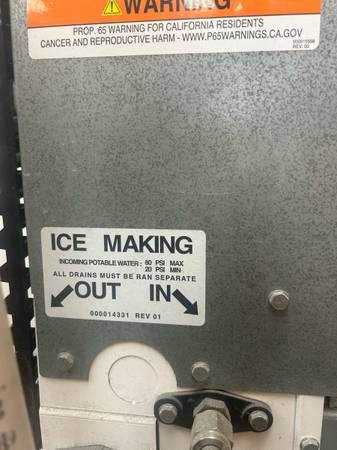 WARNING
PROP. 65 WARNING FOR CALIFORNIA RESIDENTS
CANCER AND REPRODUCTIVE HARM - WWW.P65WARNINGS.CA.GOV
REV. 00
ICE MAKING
INCOMING POTABLE WATER: 80 PSI MAX
20 PSI MIN
ALL DRAINS MUST BE RAN SEPARATE
OUT IN
000014331 REV 01